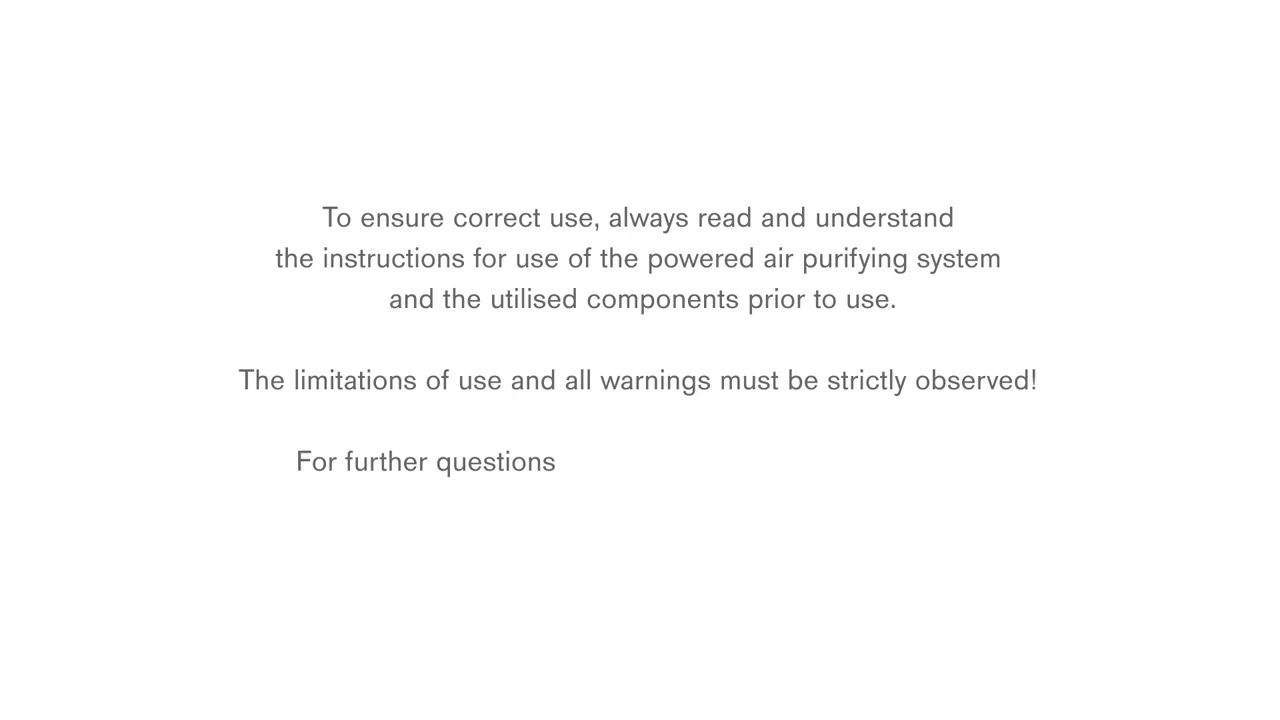 To ensure correct use, always read and understand
the instructions for use of the powered air purifying system
and the utilised components prior to use.
The limitations of use and all warnings must be strictly observed!
For further questions